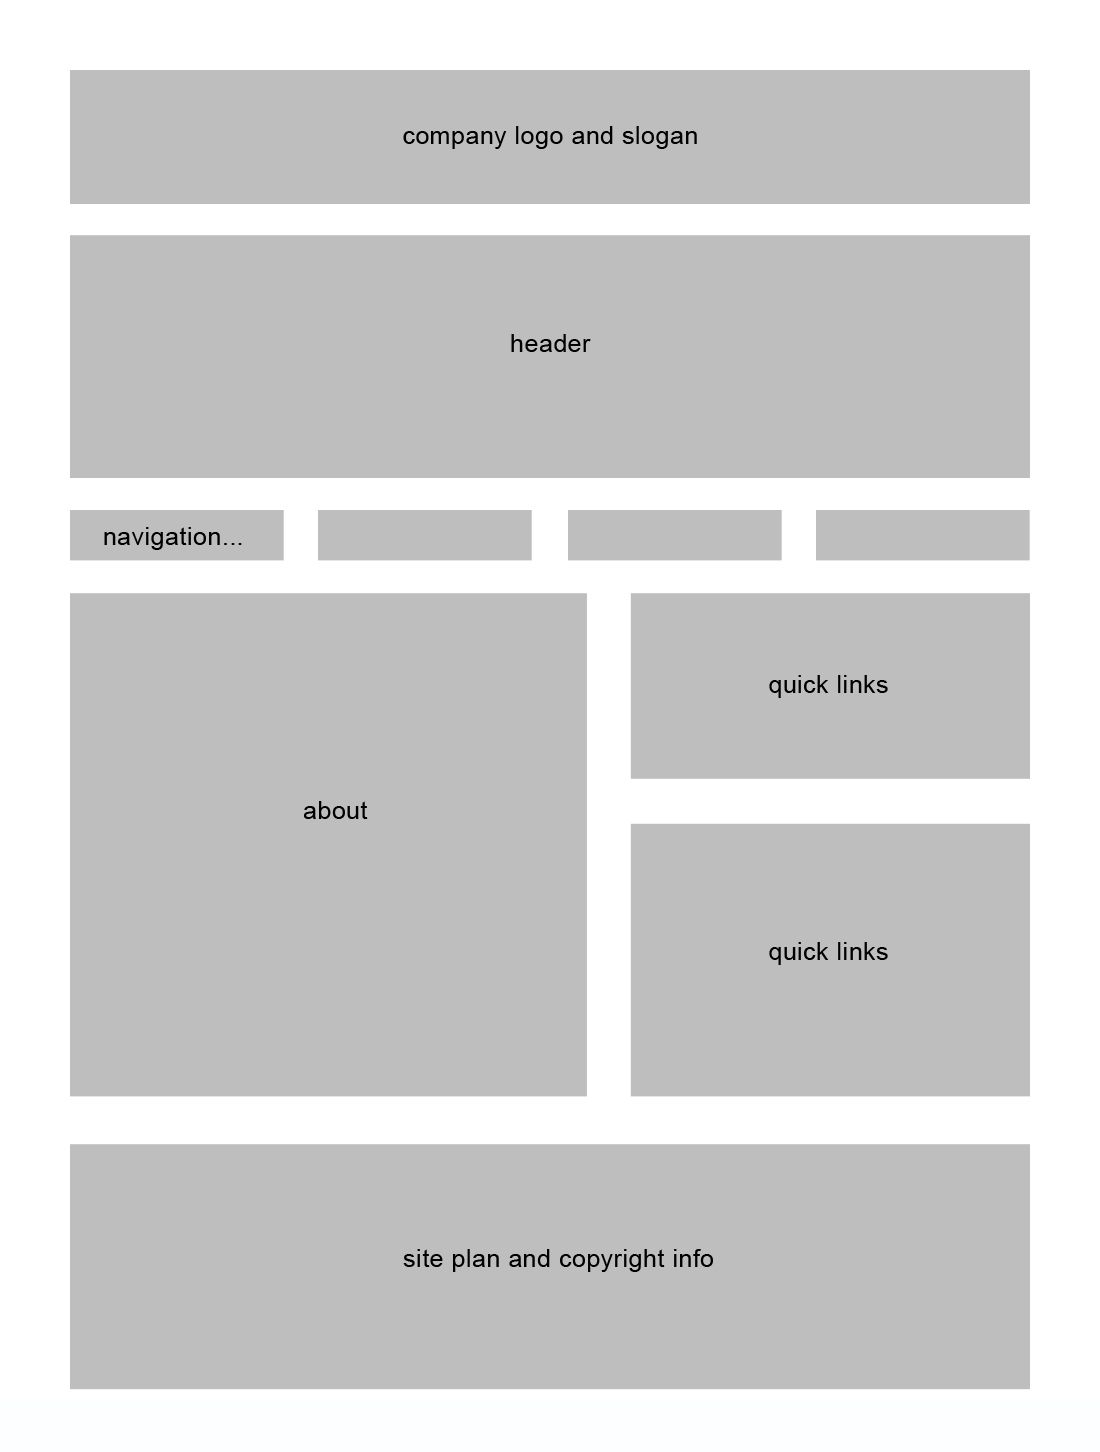 company logo and slogan
header
navigation...
about
quick links
quick links
site plan and copyright info